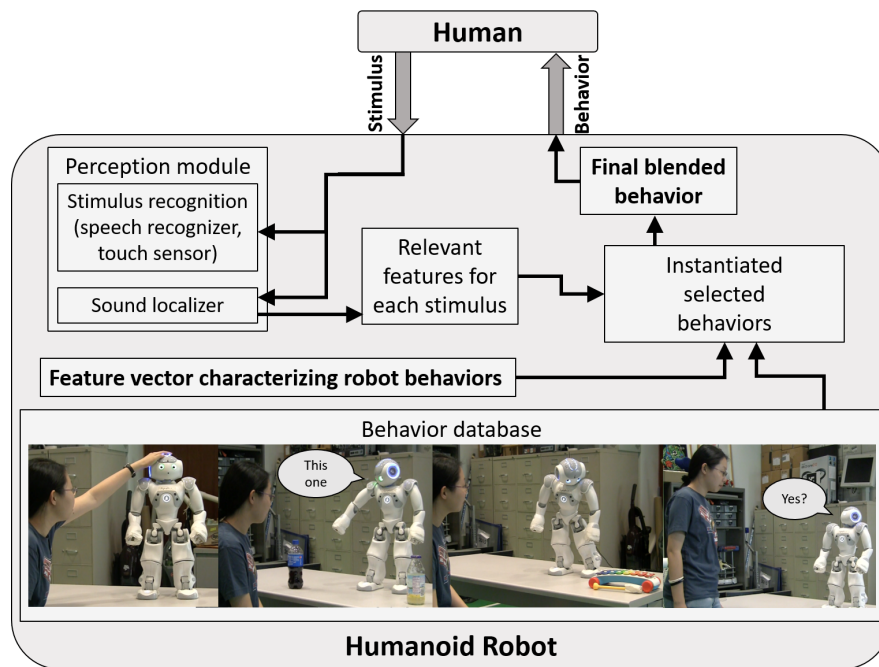 Human
Stimulus
Behavior
Perception module
Stimulus recognition
(speech recognizer,
touch sensor)
Sound localizer
Relevant
features for
each stimulus
Final blended
behavior
Instantiated
selected
behaviors
Feature vector characterizing robot behaviors
Behavior database
This
one
Yes?
Humanoid Robot